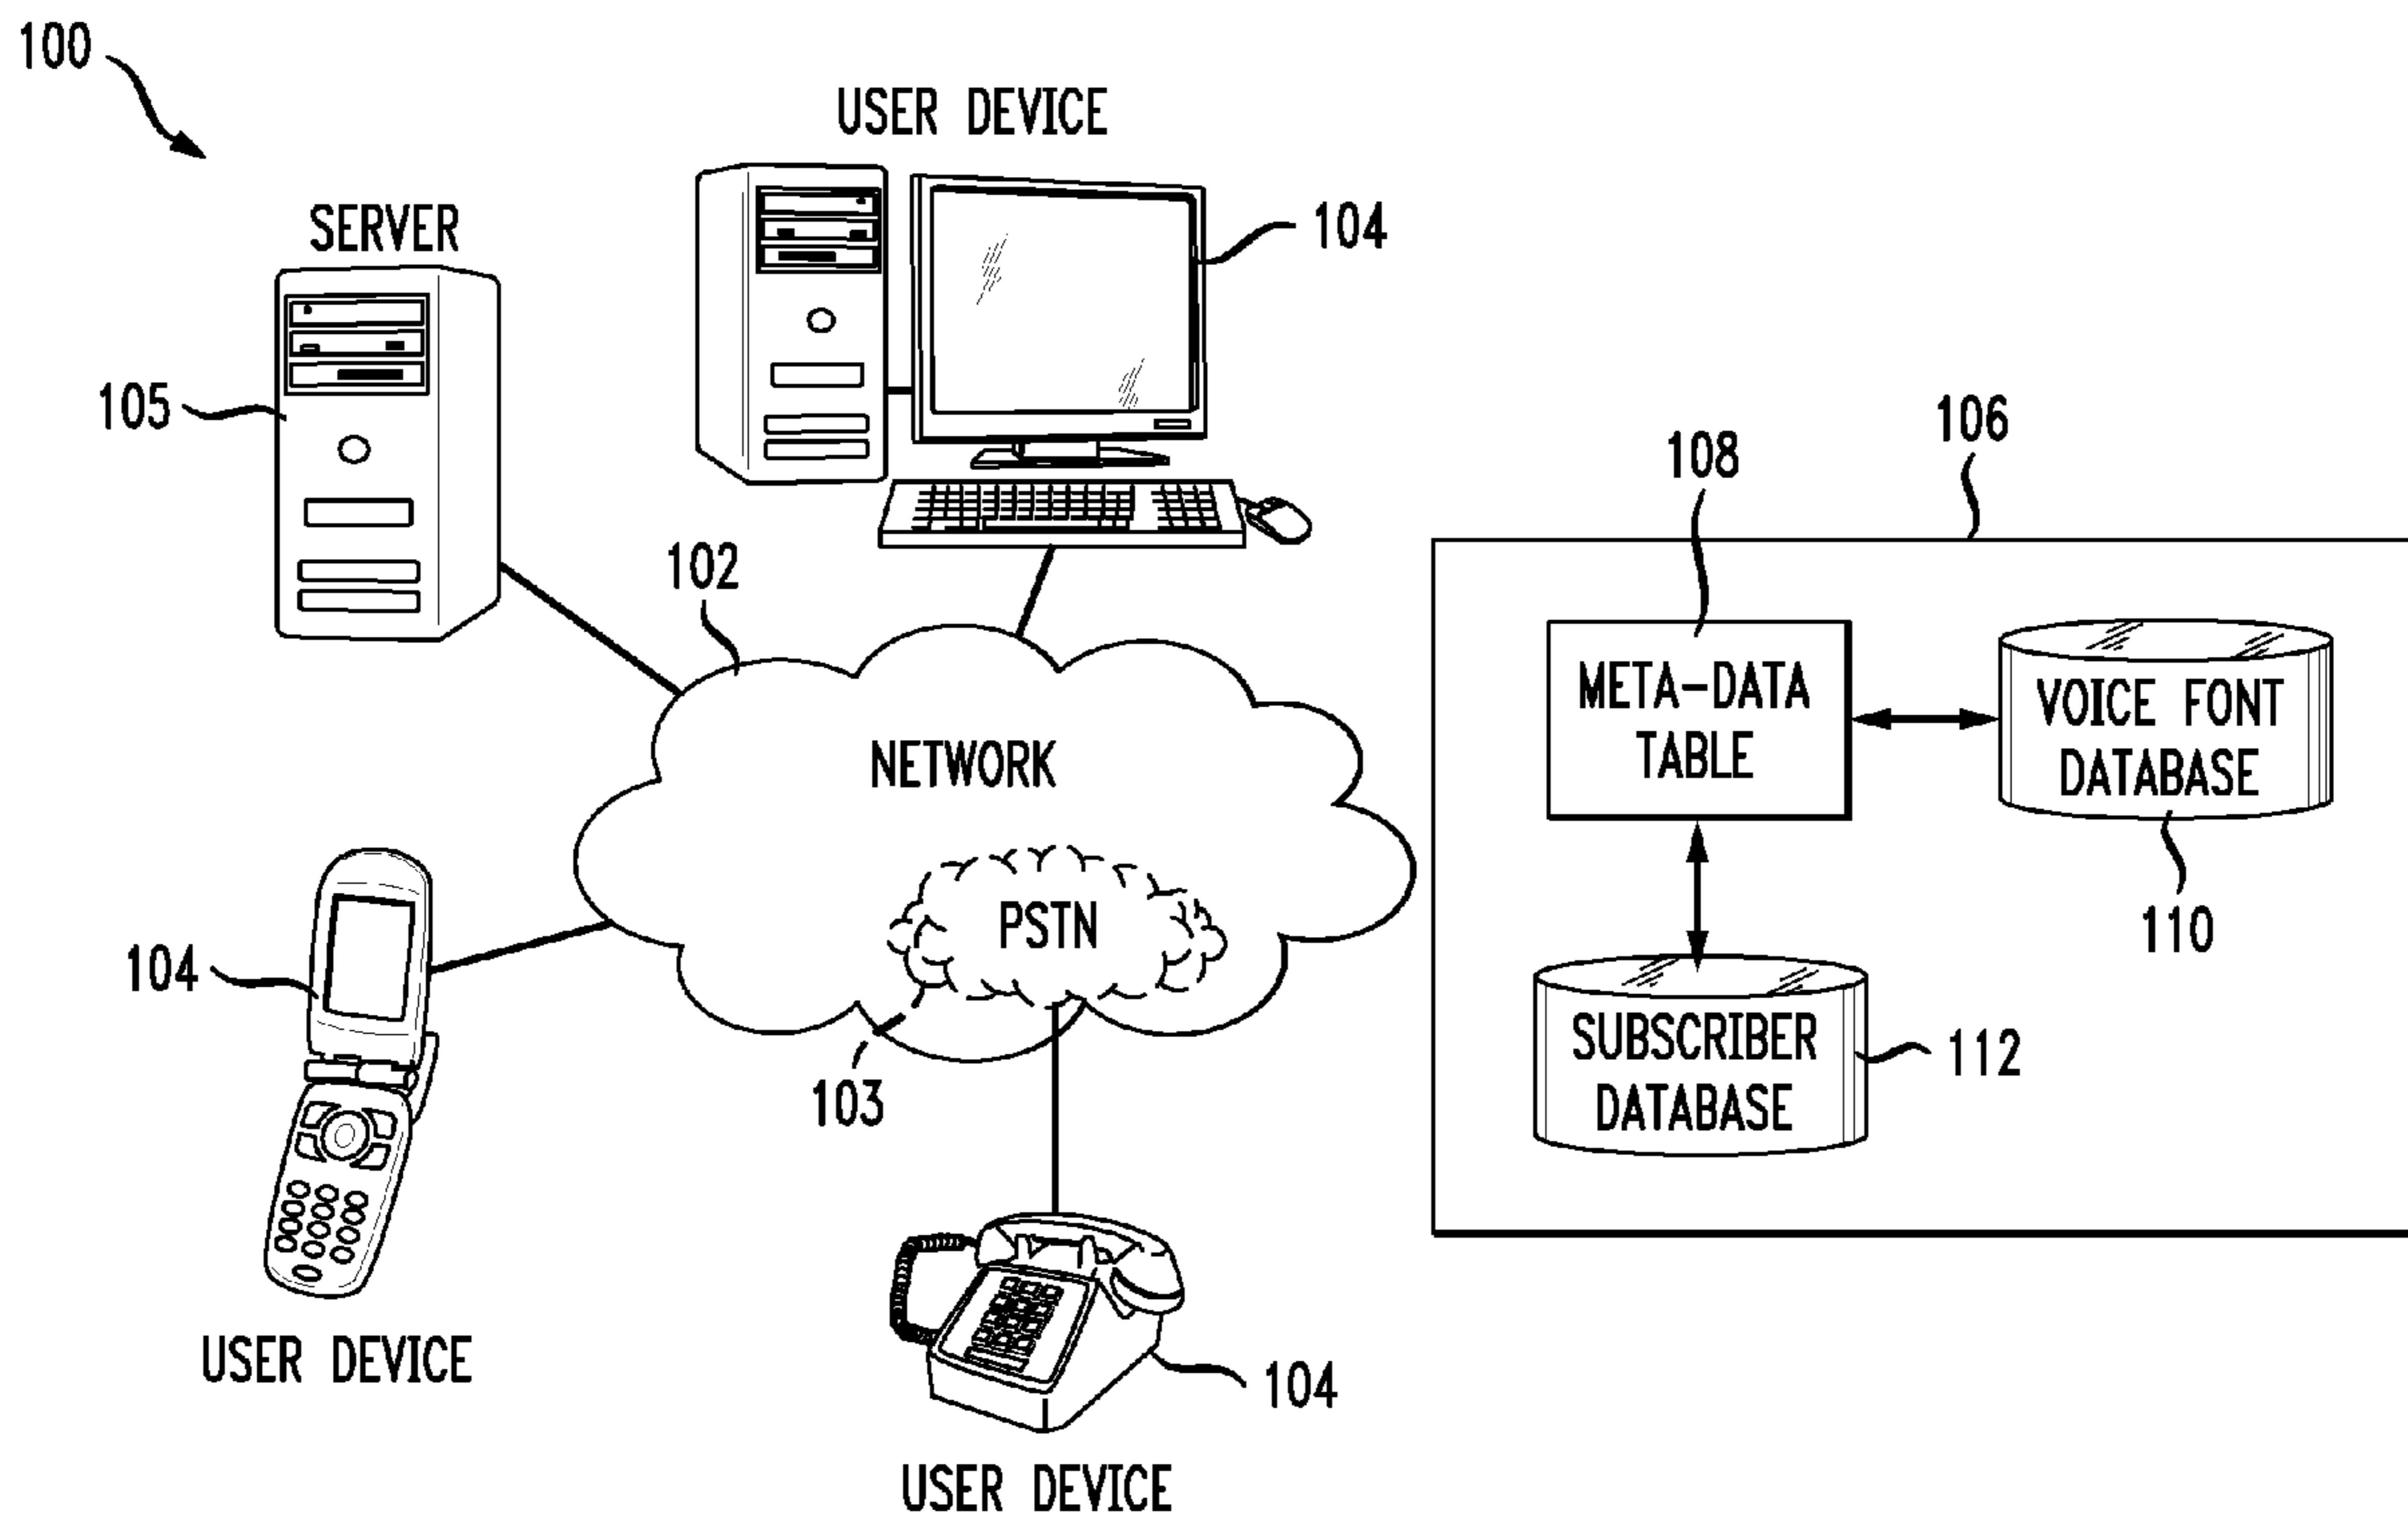 100
USER DEVICE
SERVER
104
105
106
108
102
META-DATA
TABLE
VOICE FONT
DATABASE
NETWORK
PSTN
110
104
SUBSCRIBER
DATABASE
112
103
USER DEVICE
104
USER DEVICE